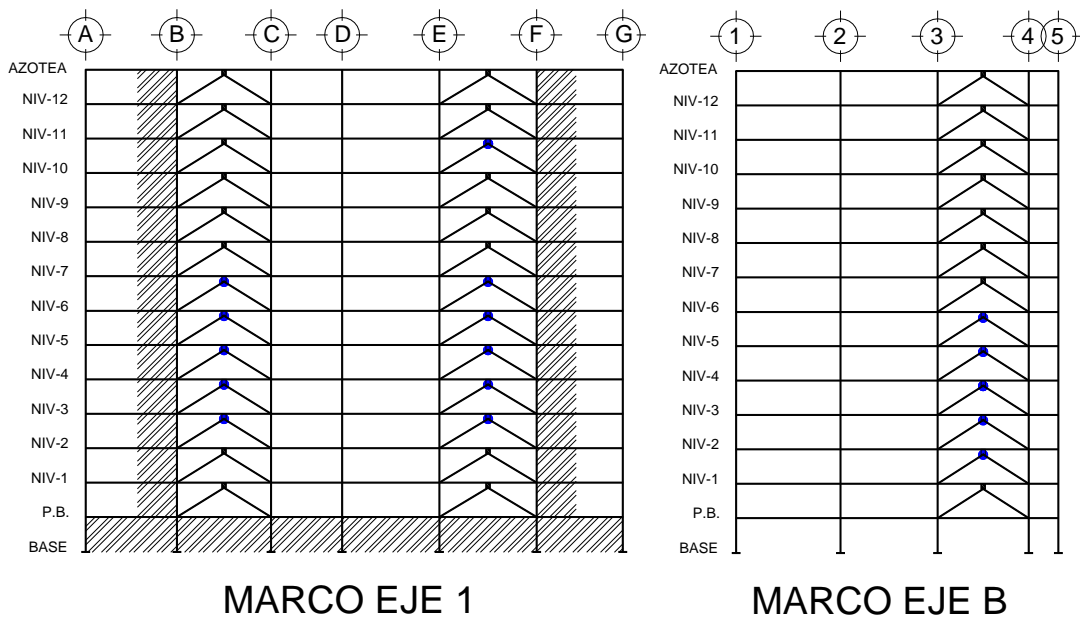 A B C D E F G
AZOTEA
NIV-12
NIV-11
NIV-10
NIV-9
NIV-8
NIV-7
NIV-6
NIV-5
NIV-4
NIV-3
NIV-2
NIV-1
P.B.
BASE
MARCO EJE 1
1 2 3 4 5
AZOTEA
NIV-12
NIV-11
NIV-10
NIV-9
NIV-8
NIV-7
NIV-6
NIV-5
NIV-4
NIV-3
NIV-2
NIV-1
P.B.
BASE
MARCO EJE B